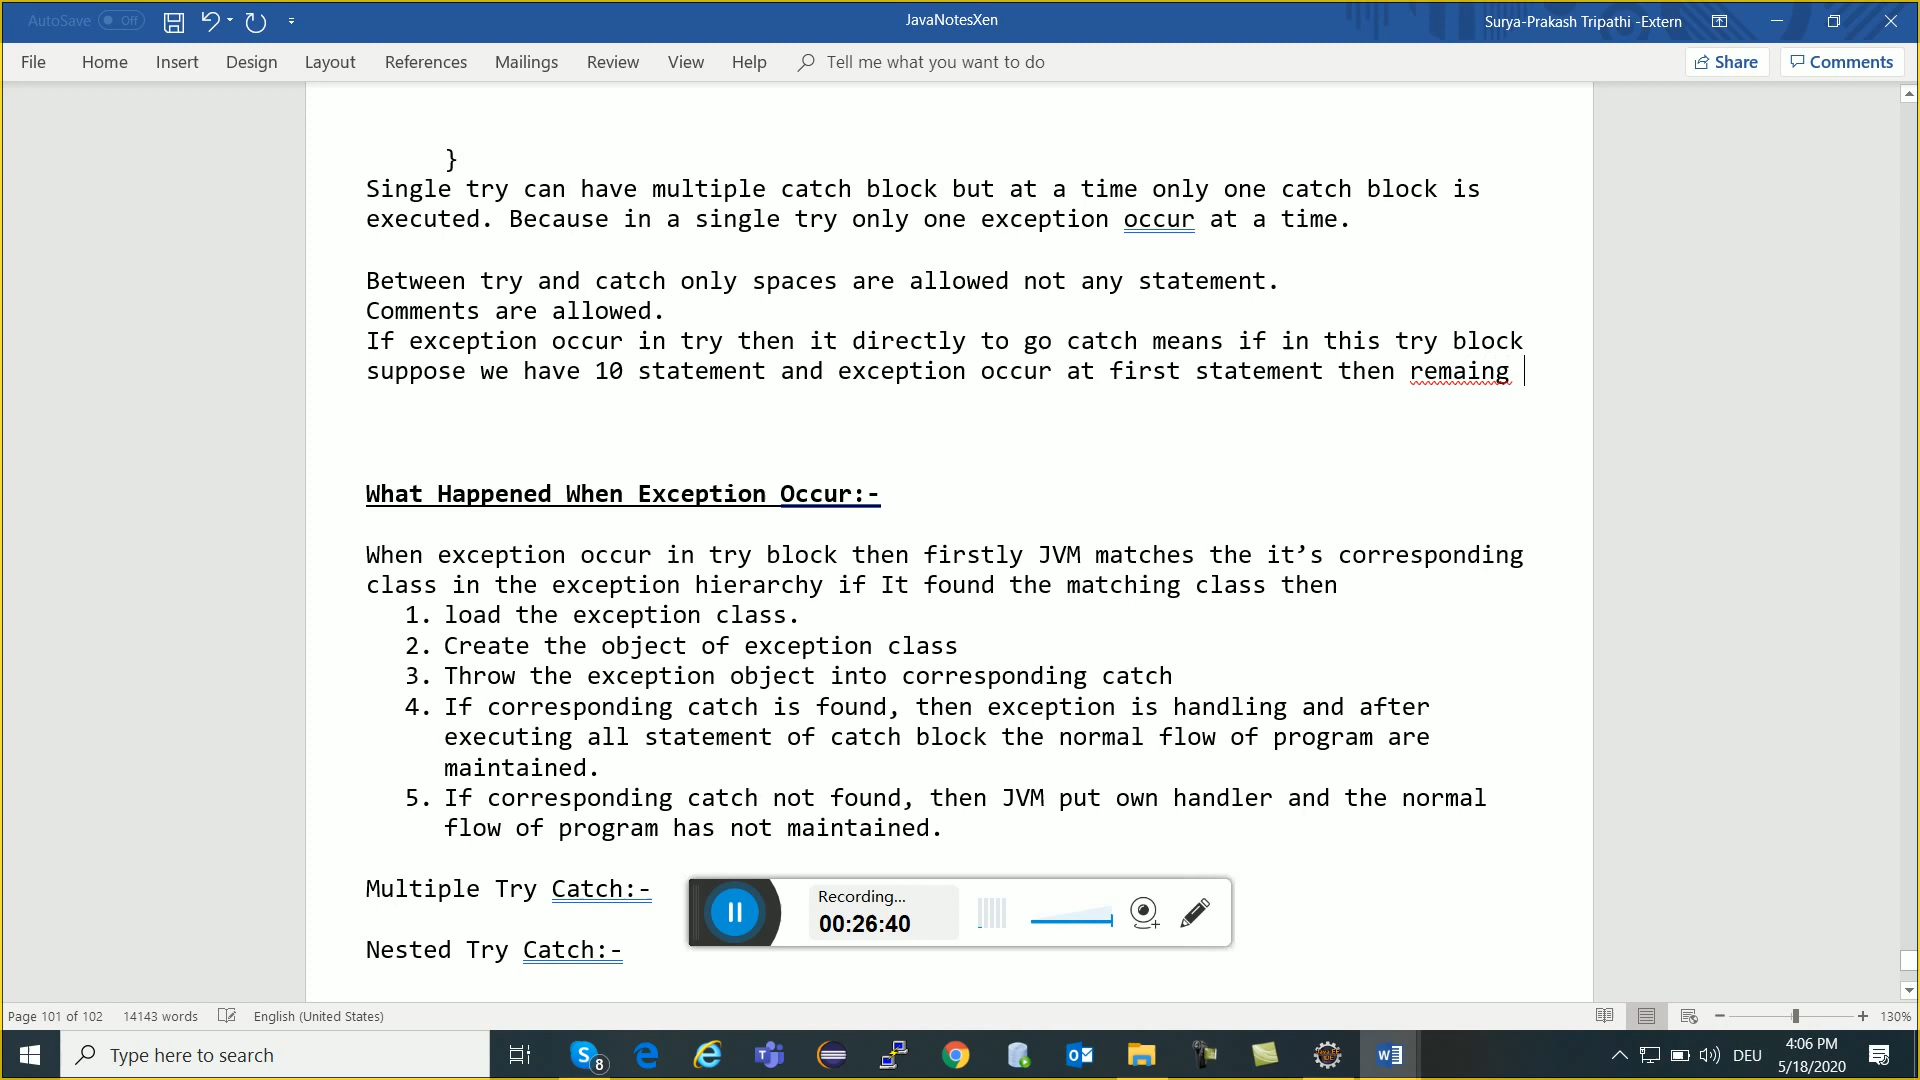 AutoSave Off
JavaNotesXen
Surya-Prakash Tripathi -Extern
File Home Insert Design Layout References Mailings Review View Help Tell me what you want to do Share Comments
}
Single try can have multiple catch block but at a time only one catch block is
executed. Because in a single try only one exception occur at a time.
Between try and catch only spaces are allowed not any statement.
Comments are allowed.
If exception occur in try then it directly to go catch means if in this try block
suppose we have 10 statement and exception occur at first statement then remaing
What Happened When Exception Occur:-
When exception occur in try block then firstly JVM matches the it’s corresponding
class in the exception hierarchy if It found the matching class then
1. load the exception class.
2. Create the object of exception class
3. Throw the exception object into corresponding catch
4. If corresponding catch is found, then exception is handling and after
executing all statement of catch block the normal flow of program are
maintained.
5. If corresponding catch not found, then JVM put own handler and the normal
flow of program has not maintained.
Multiple Try Catch:-
Recording...
00:26:40
Nested Try Catch:-
Page 101 of 102 14143 words English (United States) 130%
Type here to search
8
DEU
4:06 PM
5/18/2020